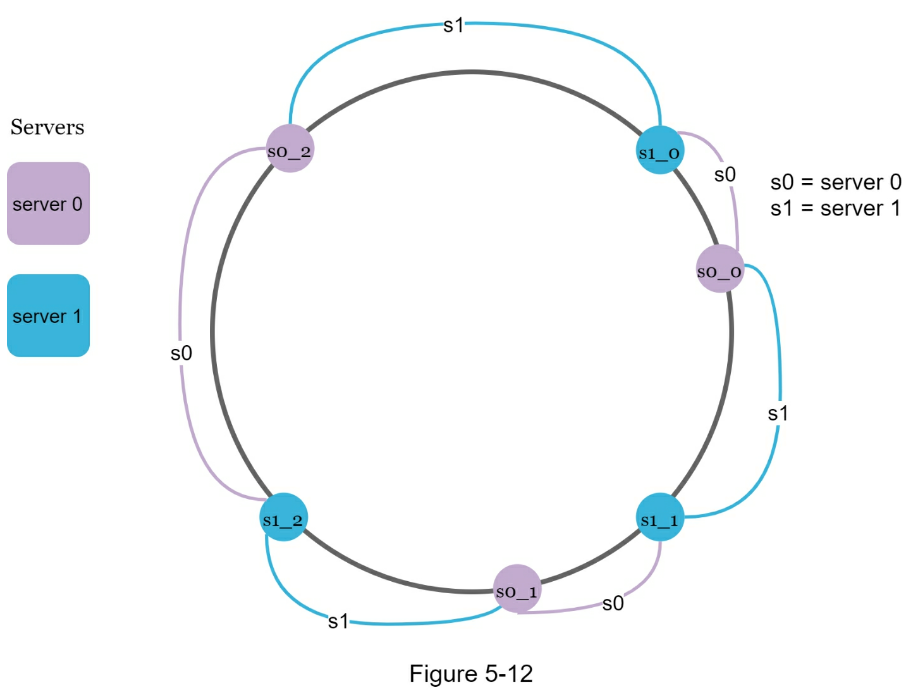 s1
Servers
s0_2
s1_0
s0
s0 = server 0
s1 = server 1
server 0
s0_0
server 1
s0
s1
s1_2
s1_1
s0_1
s0
s1
Figure 5-12